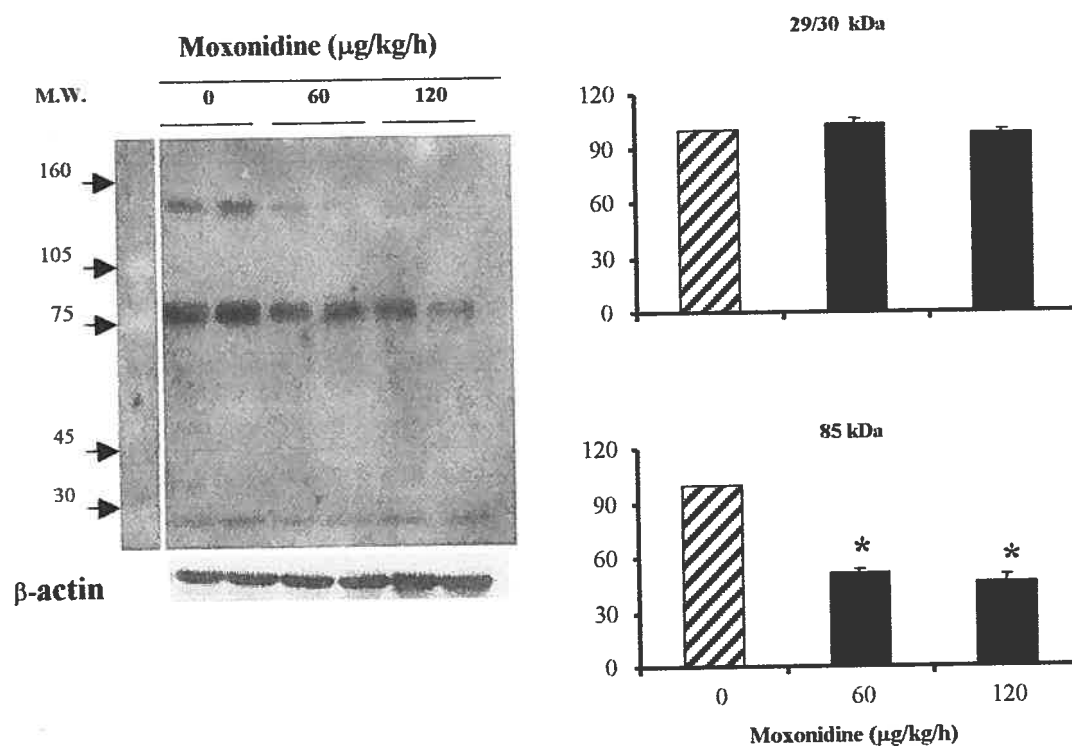 Moxonidine (μg/kg/h)
M.W.
0 60 120
160
105
75
45
30
β-actin
29/30 kDa
120
90
60
30
0
85 kDa
120
90
60
30
0
* *
0 60 120
Moxonidine (μg/kg/h)